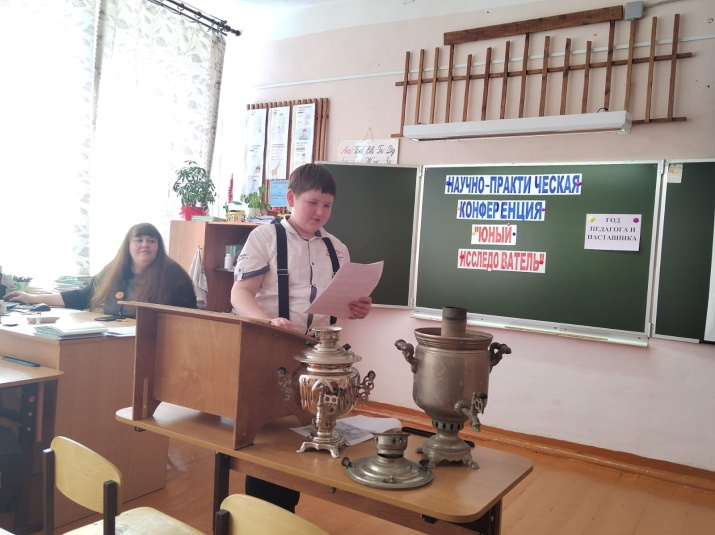 НАУЧНО-ПРАКТИ ЧЕСКАЯ
КОНФЕРЕНЦИЯ
"ЮНЫЙ
ИССЛЕДО ВАТЕЛЬ"
ГОД
ПЕДАГОГА И
НАСТАВНИКА